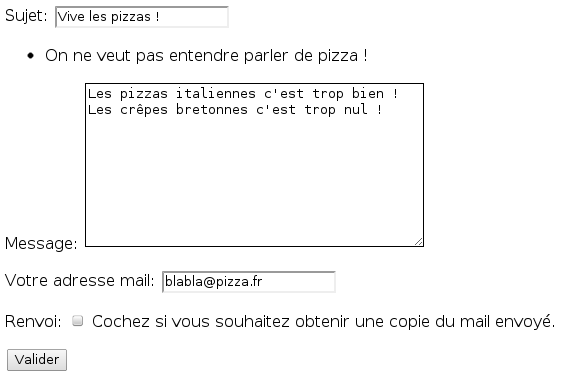 Sujet: Vive les pizzas !
• On ne veut pas entendre parler de pizza !
Les pizzas italiennes c'est trop bien !
Les crêpes bretonnes c'est trop nul !
Message:
Votre adresse mail: blabla@pizza.fr
Renvoi: Cochez si vous souhaitez obtenir une copie du mail envoyé.
Valider